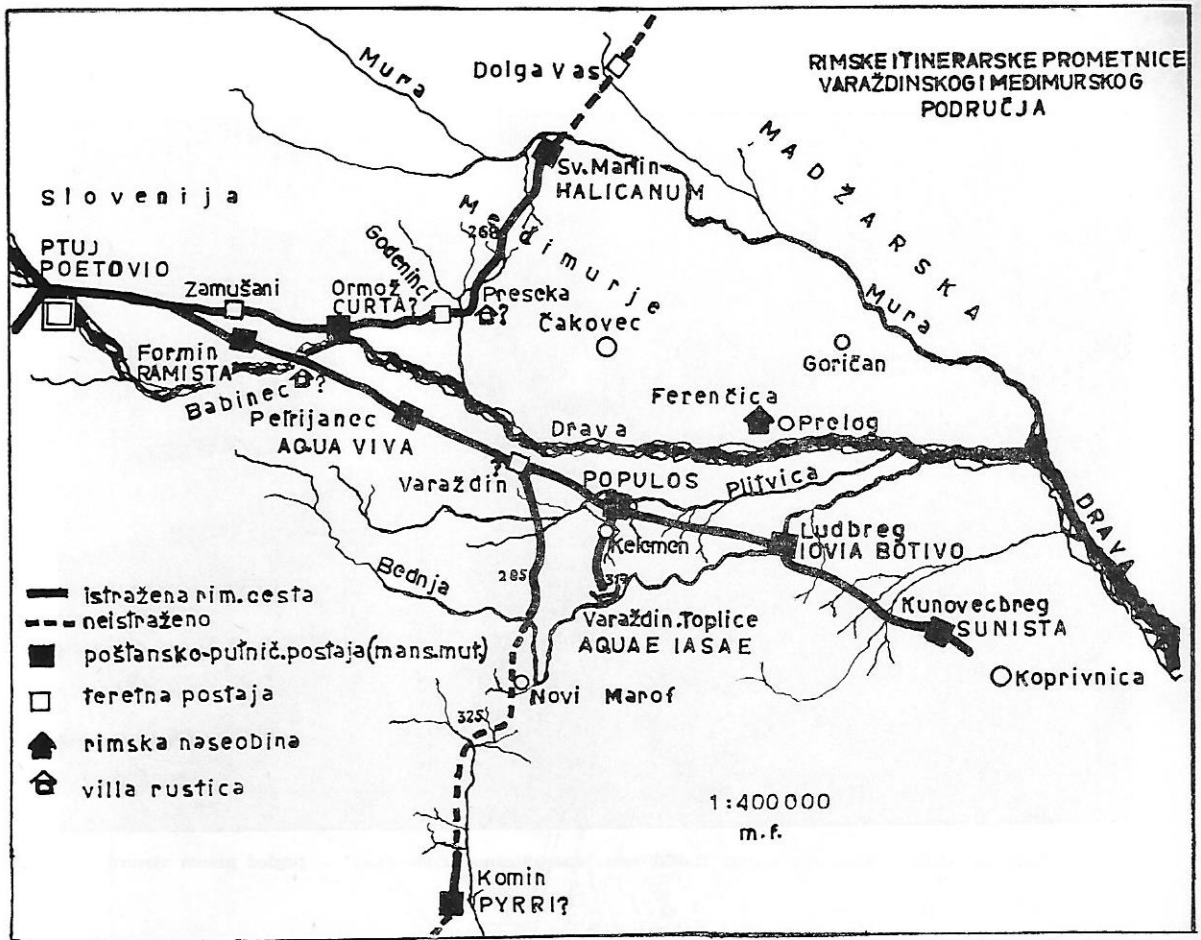 RIMSKE ITINERARSKE PROMETNICE
VARAŽDINSKOG I MEĐIMURSKOG
PODRUČJA
Mura
Dolga Vas
MADŽARSKA
Sv. Martin
HALICANUM
Slovenija
Međimurje
268
Godeninci
PTUJ
POETOVIO
Zamušani
Ormož
CURTA?
Preseka
?
Čakovec
Mura
Goričan
Formin
RAMISTA
Babinec
?
Petrijanec
AQUA VIVA
Ferenčica
Prelog
Drava
?
Varaždin
POPULOS
Plitvica
DRAVA
Kelemen
Ludbreg
IOVIA BOTIVO
Bednja
285
317
Varaždin. Toplice
AQUAE IASAE
Kunovecbreg
SUNISTA
Koprivnica
Novi Marof
325
istražena rim. cesta
neistraženo
poštansko-putnič. postaja (mans. mut.)
teretna postaja
rimska naseobina
villa rustica
1:400 000
m.f.
Komin
PYRRI?